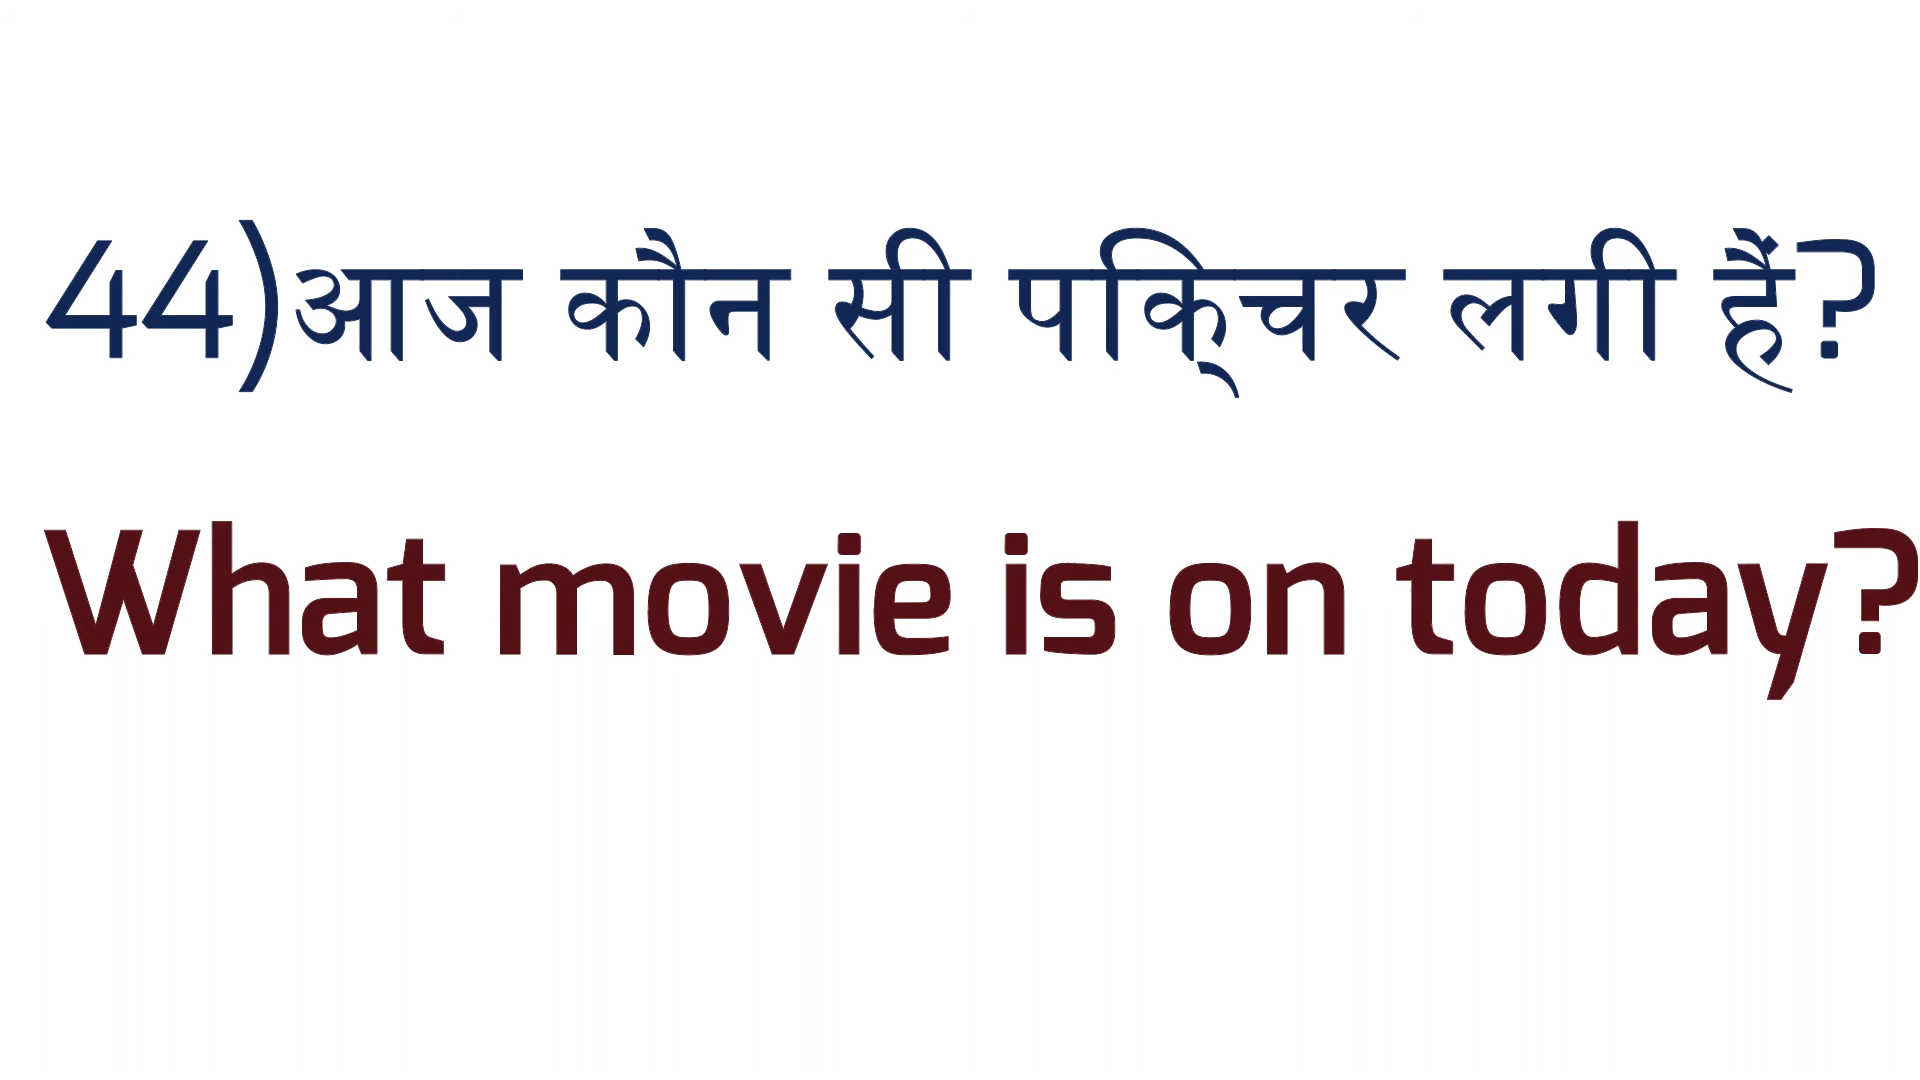 44)आज कौन सी पिक्चर लगी हैं?
What movie is on today?